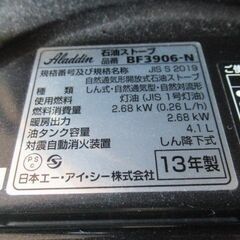 Aladdin 石油ストーブ
品番 BF3906-N
規格番号及び規格名称 JIS S 2019
自然通気形開放式石油ストーブ
種類 しん式・自然通気型・自然対流形
使用燃料 灯油 (JIS 1号灯油)
燃料消費量 2.68 kW (0.26 L/h)
暖房出力 2.68 kW
油タンク容量 4.1 L
対震自動消火装置 しん降下式
PSC
13年製
日本エー・アイ・シー株式会社